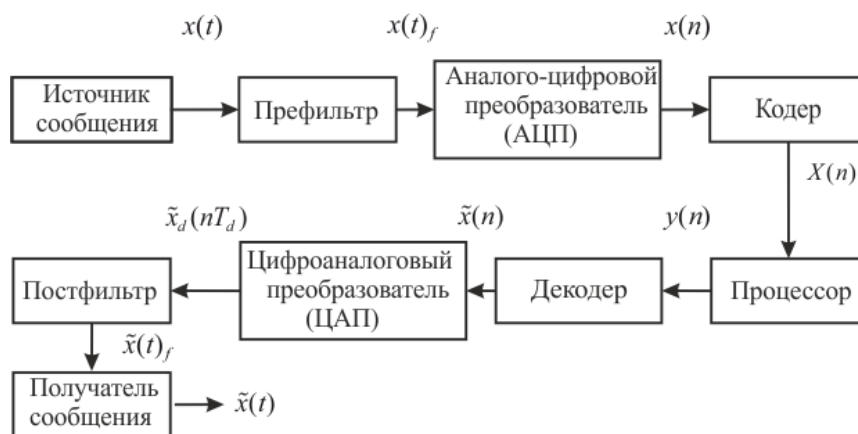 x(t) x(t)_f x(n)
Источник
сообщения
Префильтр
Аналого-цифровой
преобразователь
(АЦП)
Кодер
X(n)
x̃_d(nT_d) x̃(n) y(n)
Постфильтр
Цифроаналоговый
преобразователь
(ЦАП)
Декодер
Процессор
x̃(t)_f
Получатель
сообщения
x̃(t)